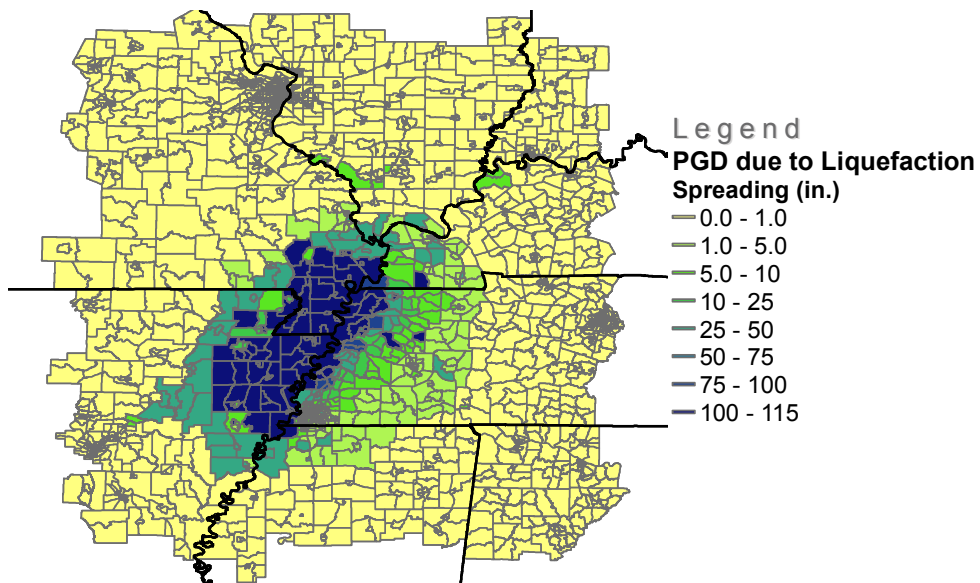 Legend
PGD due to Liquefaction
Spreading (in.)
0.0 - 1.0
1.0 - 5.0
5.0 - 10
10 - 25
25 - 50
50 - 75
75 - 100
100 - 115